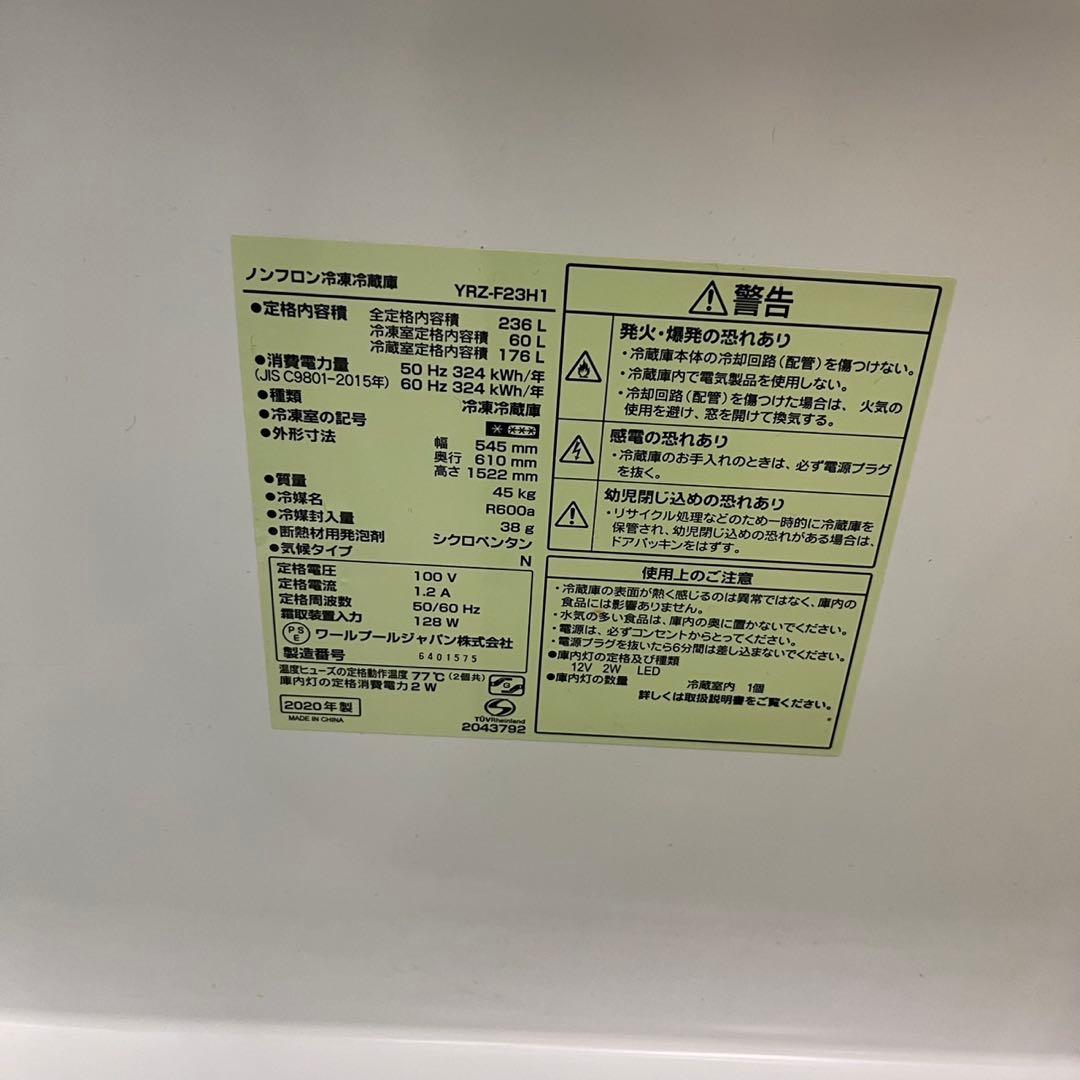 ノンフロン冷凍冷蔵庫 YRZ-F23H1
●定格内容積 全定格内容積 236 L
冷凍室定格内容積 60 L
冷蔵室定格内容積 176 L
●消費電力量 50 Hz 324 kWh/年
(JIS C9801-2015年) 60 Hz 324 kWh/年
●種類 冷凍冷蔵庫
●冷凍室の記号 * ***
●外形寸法 幅 545 mm
奥行 610 mm
高さ 1522 mm
●質量 45 kg
●冷媒名 R600a
●冷媒封入量 38 g
●断熱材用発泡剤 シクロペンタン
●気候タイプ N
定格電圧 100 V
定格電流 1.2 A
定格周波数 50/60 Hz
霜取装置入力 128 W
PSE ワールプールジャパン株式会社
製造番号 6401575
温度ヒューズの定格動作温度 77℃(2個共)
庫内灯の定格消費電力 2 W
2020年製
MADE IN CHINA
G
S
TÜVRheinland
2043792
⚠警告
発火・爆発の恐れあり
・冷蔵庫本体の冷却回路(配管)を傷つけない。
・冷蔵庫内で電気製品を使用しない。
・冷却回路(配管)を傷つけた場合は、火気の
使用を避け、窓を開けて換気する。
感電の恐れあり
・冷蔵庫のお手入れのときは、必ず電源プラグ
を抜く。
幼児閉じ込めの恐れあり
・リサイクル処理などのため一時的に冷蔵庫を
保管され、幼児閉じ込めの恐れがある場合は、
ドアパッキンをはずす。
使用上のご注意
・冷蔵庫の表面が熱く感じるのは異常ではなく、庫内の
食品には影響ありません。
・水気の多い食品は、庫内の奥に置かないでください。
・電源は、必ずコンセントからとってください。
・電源プラグを抜いたら6分間は差し込まないでください。
●庫内灯の定格及び種類
12V 2W LED
●庫内灯の数量 冷蔵室内 1個
詳しくは取扱説明書をご覧ください。